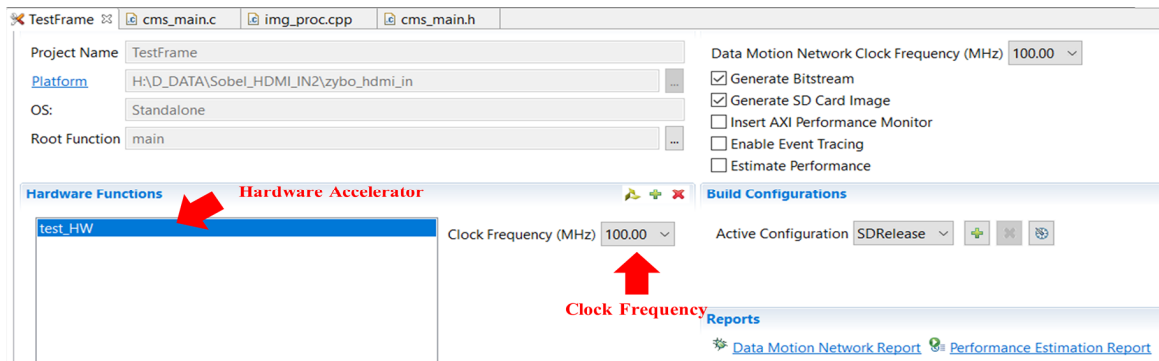 TestFrame cms_main.c img_proc.cpp cms_main.h
Project Name TestFrame
Platform H:\D_DATA\Sobel_HDMI_IN2\zybo_hdmi_in ...
OS: Standalone
Root Function main ...
Data Motion Network Clock Frequency (MHz) 100.00
Generate Bitstream
Generate SD Card Image
Insert AXI Performance Monitor
Enable Event Tracing
Estimate Performance
Hardware Functions Hardware Accelerator
test_HW
Clock Frequency (MHz) 100.00
Clock Frequency
Build Configurations
Active Configuration SDRelease
Reports
Data Motion Network Report Performance Estimation Report